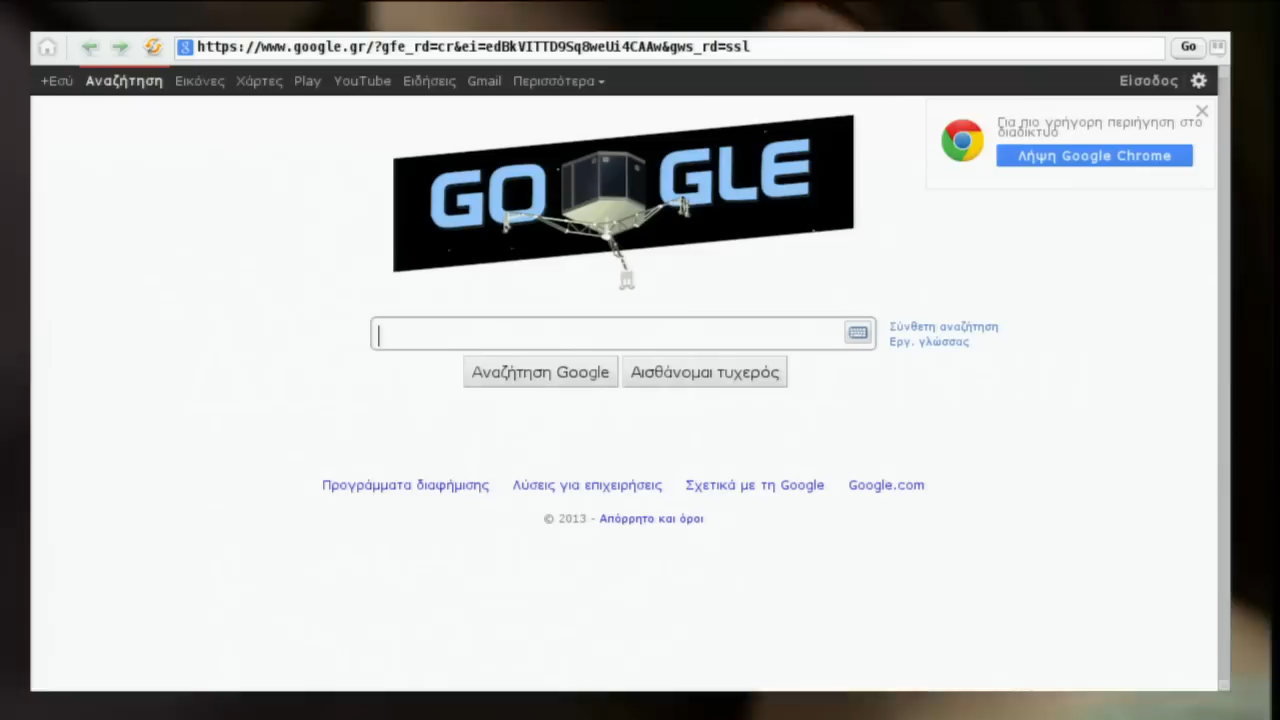 https://www.google.gr/?gfe_rd=cr&ei=edBkVITTD9Sq8weUi4CAAw&gws_rd=ssl Go
+Εσύ Αναζήτηση Εικόνες Χάρτες Play YouTube Ειδήσεις Gmail Περισσότερα Είσοδος
Για πιο γρήγορη περιήγηση στο
διαδίκτυο
Λήψη Google Chrome
GOOGLE
Σύνθετη αναζήτηση
Εργ. γλώσσας
Αναζήτηση Google Αισθάνομαι τυχερός
Προγράμματα διαφήμισης Λύσεις για επιχειρήσεις Σχετικά με τη Google Google.com
© 2013 - Απόρρητο και όροι